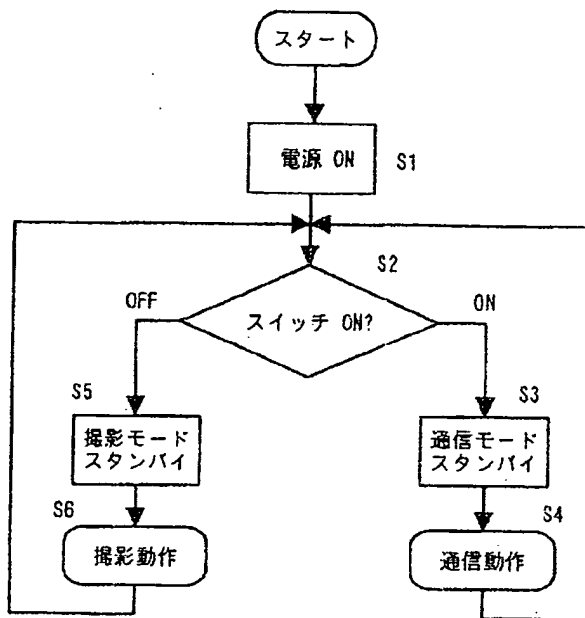 スタート
電源 ON
S1
S2
スイッチ ON?
OFF
ON
S5
撮影モード
スタンバイ
S3
通信モード
スタンバイ
S6
撮影動作
S4
通信動作